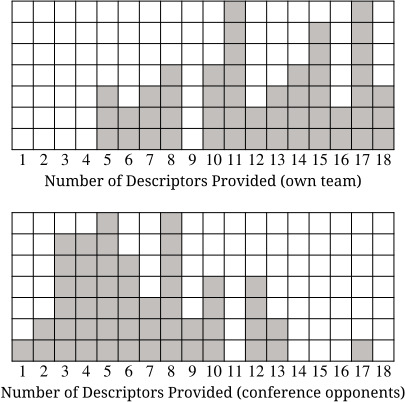 1 2 3 4 5 6 7 8 9 10 11 12 13 14 15 16 17 18
Number of Descriptors Provided (own team)
1 2 3 4 5 6 7 8 9 10 11 12 13 14 15 16 17 18
Number of Descriptors Provided (conference opponents)